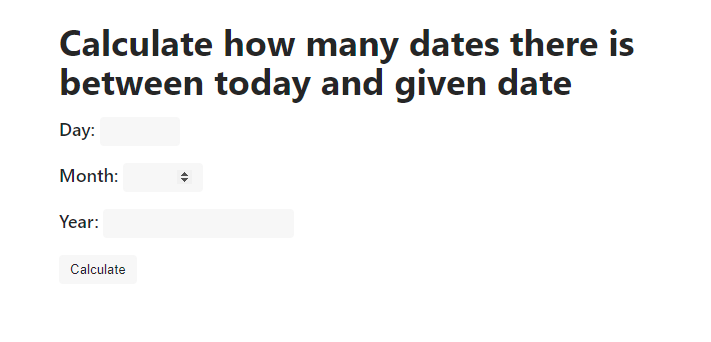 Calculate how many dates there is
between today and given date
Day:
Month:
Year:
Calculate